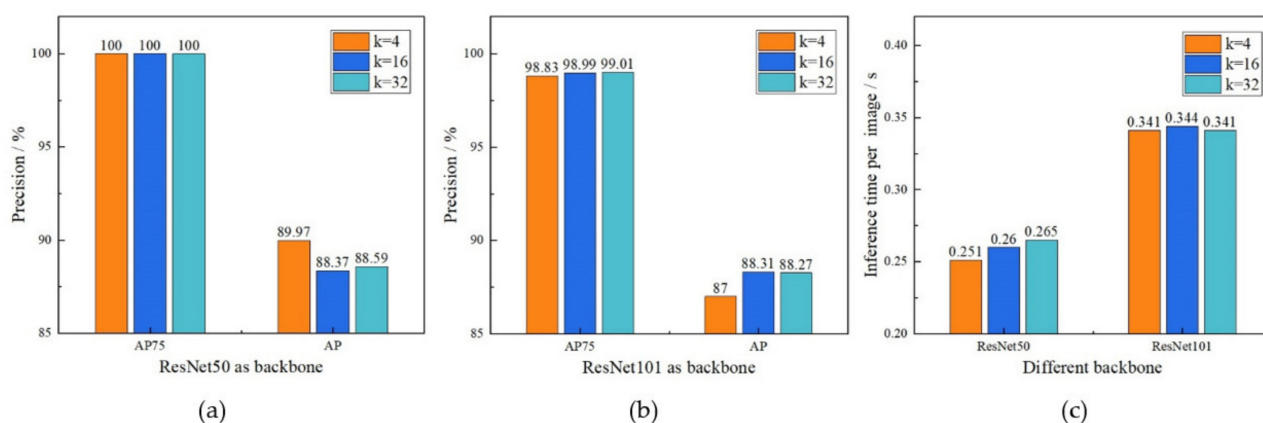 100 100 100
k=4
k=16
k=32
100
95
90
85
Precision / %
89.97
88.37 88.59
AP75 AP
ResNet50 as backbone
(a)
98.83 98.99 99.01
k=4
k=16
k=32
100
95
90
85
Precision / %
87
88.31 88.27
AP75 AP
ResNet101 as backbone
(b)
0.40
0.35
0.30
0.25
0.20
Inference time per image / s
k=4
k=16
k=32
0.251 0.26 0.265
0.341 0.344 0.341
ResNet50 ResNet101
Different backbone
(c)